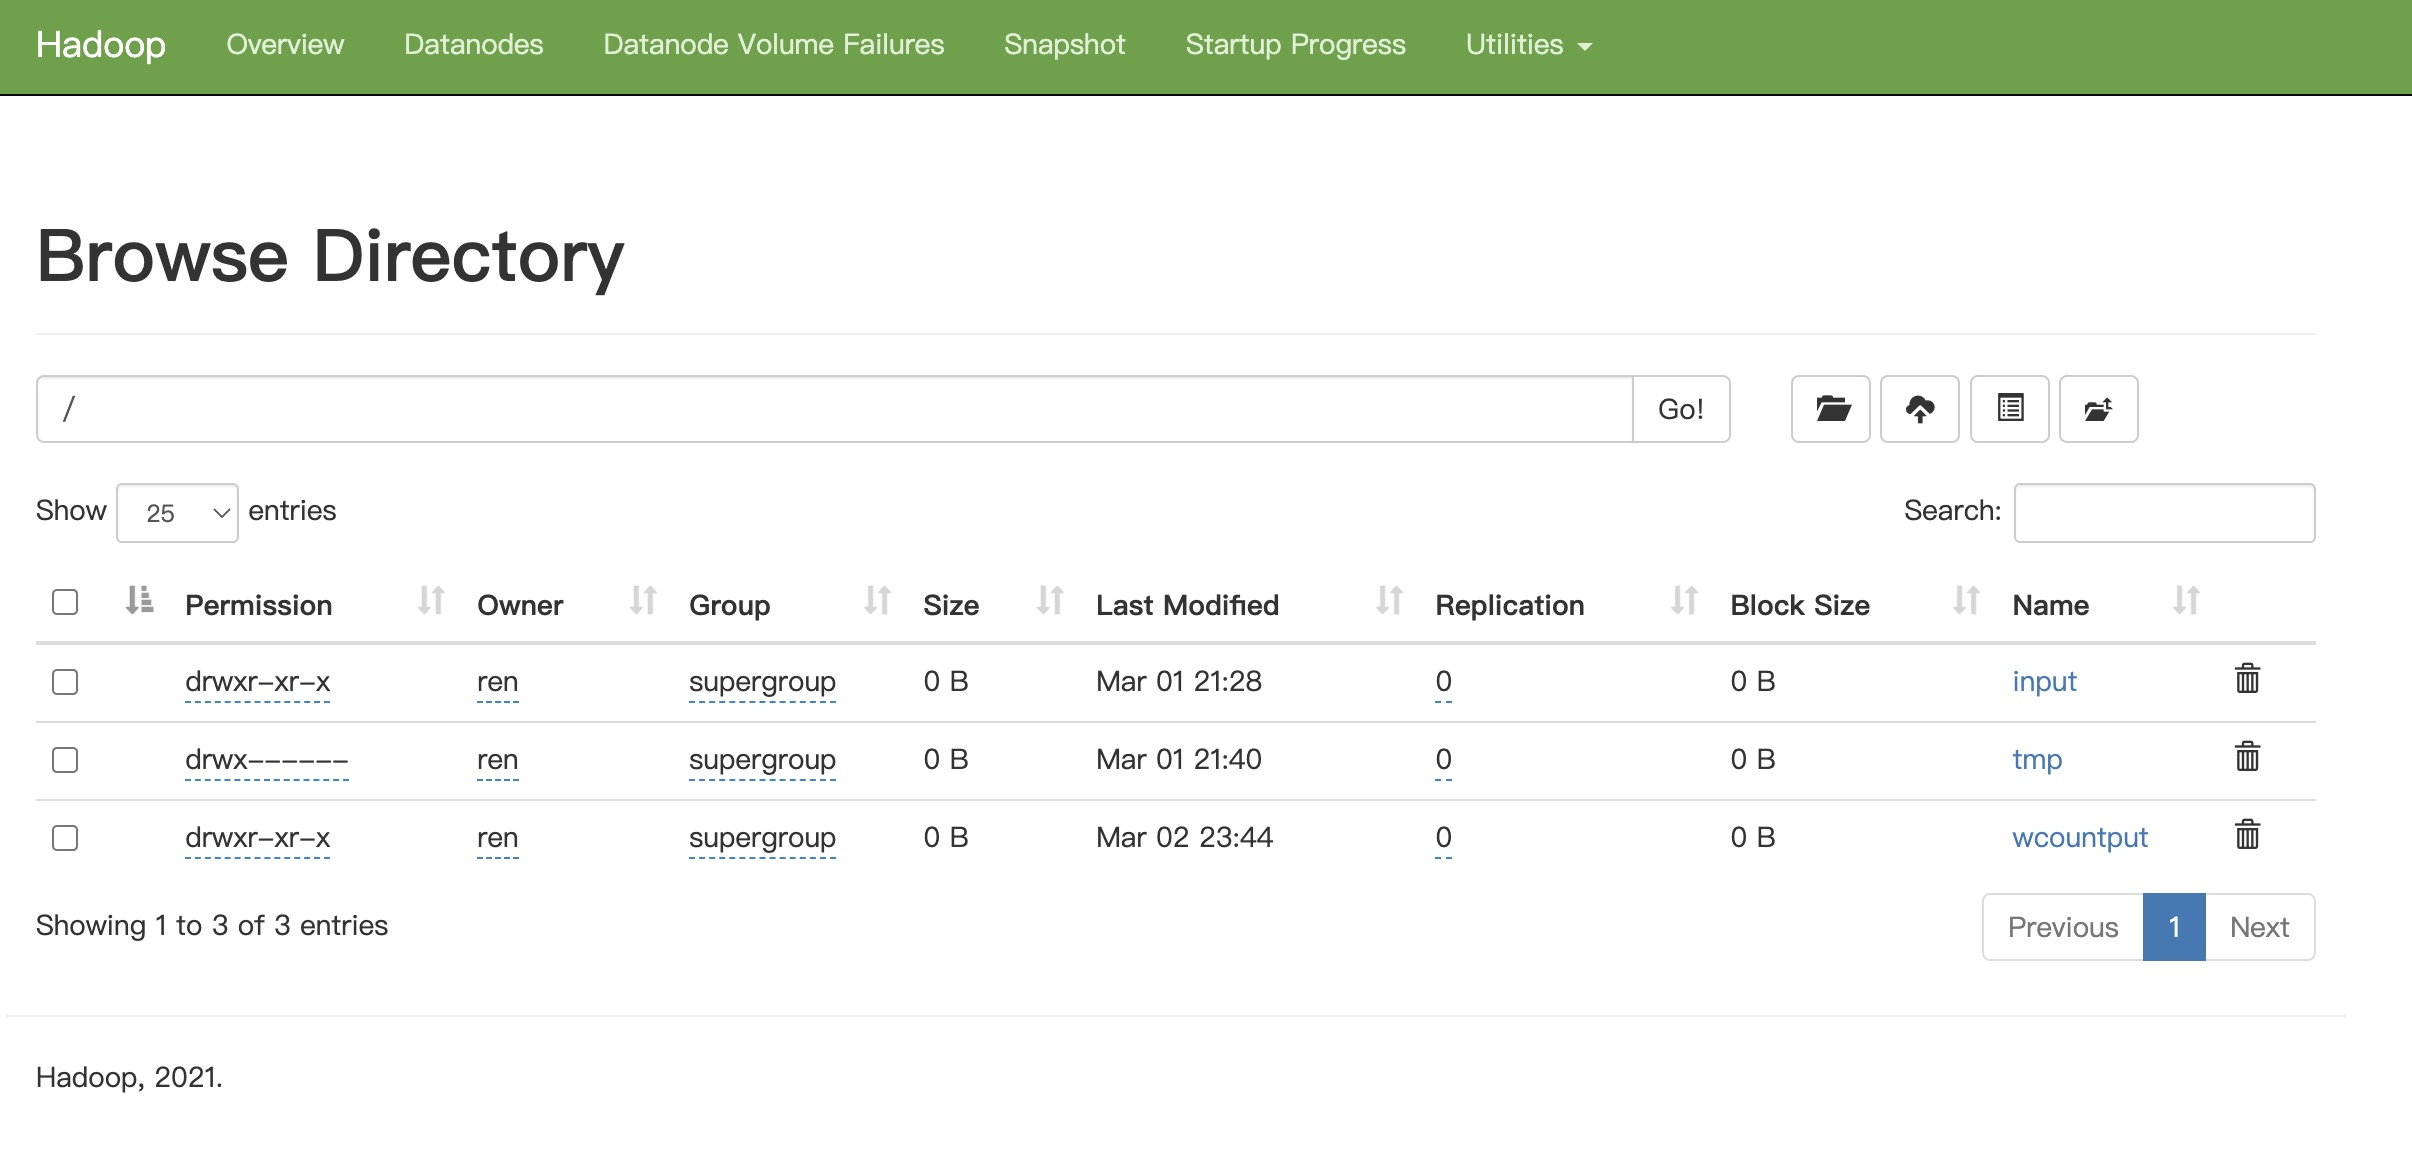 Hadoop Overview Datanodes Datanode Volume Failures Snapshot Startup Progress Utilities
Browse Directory
/ Go!
Show 25 entries Search:
Permission Owner Group Size Last Modified Replication Block Size Name
drwxr-xr-x ren supergroup 0 B Mar 01 21:28 0 0 B input
drwx------ ren supergroup 0 B Mar 01 21:40 0 0 B tmp
drwxr-xr-x ren supergroup 0 B Mar 02 23:44 0 0 B wcountput
Showing 1 to 3 of 3 entries Previous 1 Next
Hadoop, 2021.